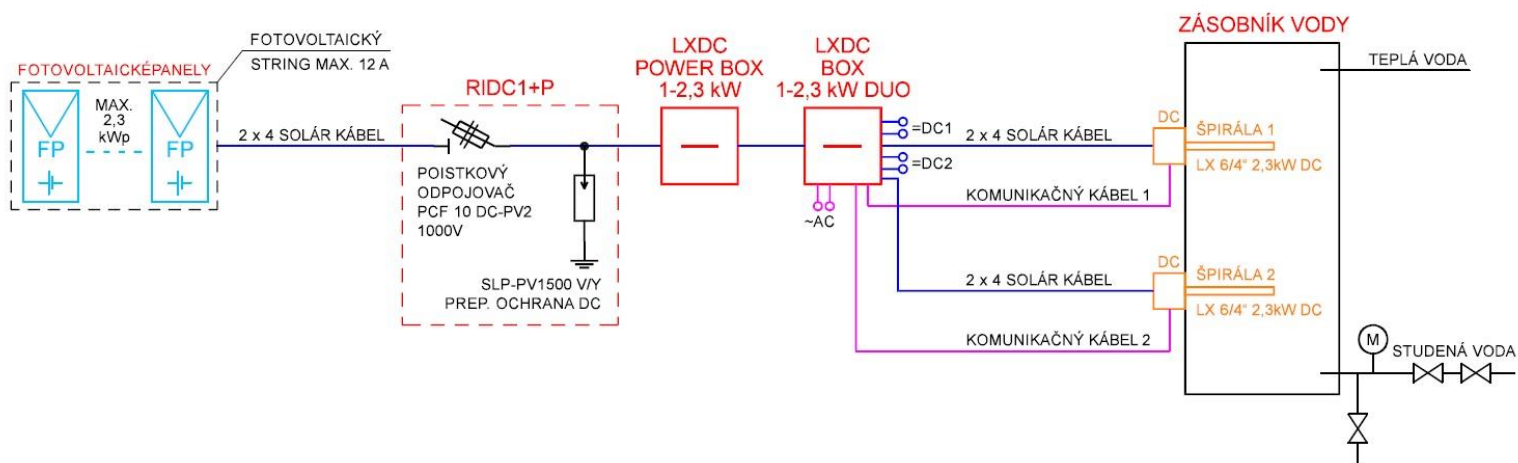 FOTOVOLTAICKÝ
STRING MAX. 12 A
FOTOVOLTAICKÉPANELY
MAX.
2,3
kWp
FP
FP
2 x 4 SOLÁR KÁBEL
RIDC1+P
POISTKOVÝ
ODPOJOVAČ
PCF 10 DC-PV2
1000V
SLP-PV1500 V/Y
PREP. OCHRANA DC
LXDC
POWER BOX
1-2,3 kW
LXDC
BOX
1-2,3 kW DUO
=DC1
=DC2
~AC
2 x 4 SOLÁR KÁBEL
KOMUNIKAČNÝ KÁBEL 1
2 x 4 SOLÁR KÁBEL
KOMUNIKAČNÝ KÁBEL 2
ZÁSOBNÍK VODY
TEPLÁ VODA
DC
ŠPIRÁLA 1
LX 6/4“ 2,3kW DC
DC
ŠPIRÁLA 2
LX 6/4“ 2,3kW DC
M
STUDENÁ VODA